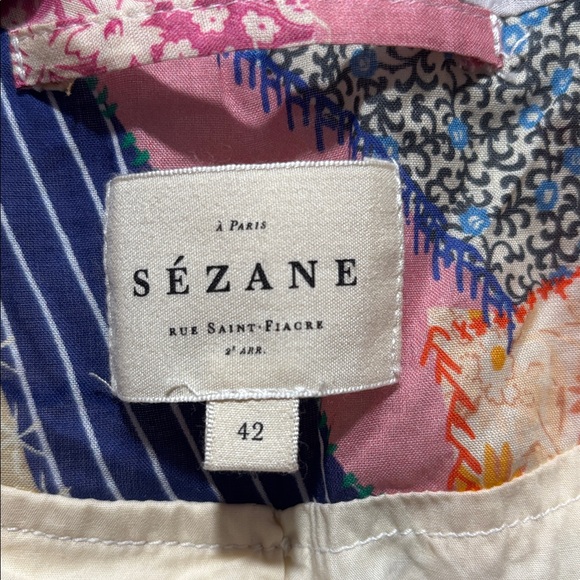 À PARIS
SÉZANE
RUE SAINT-FIACRE
2ᵉ ARR.
42